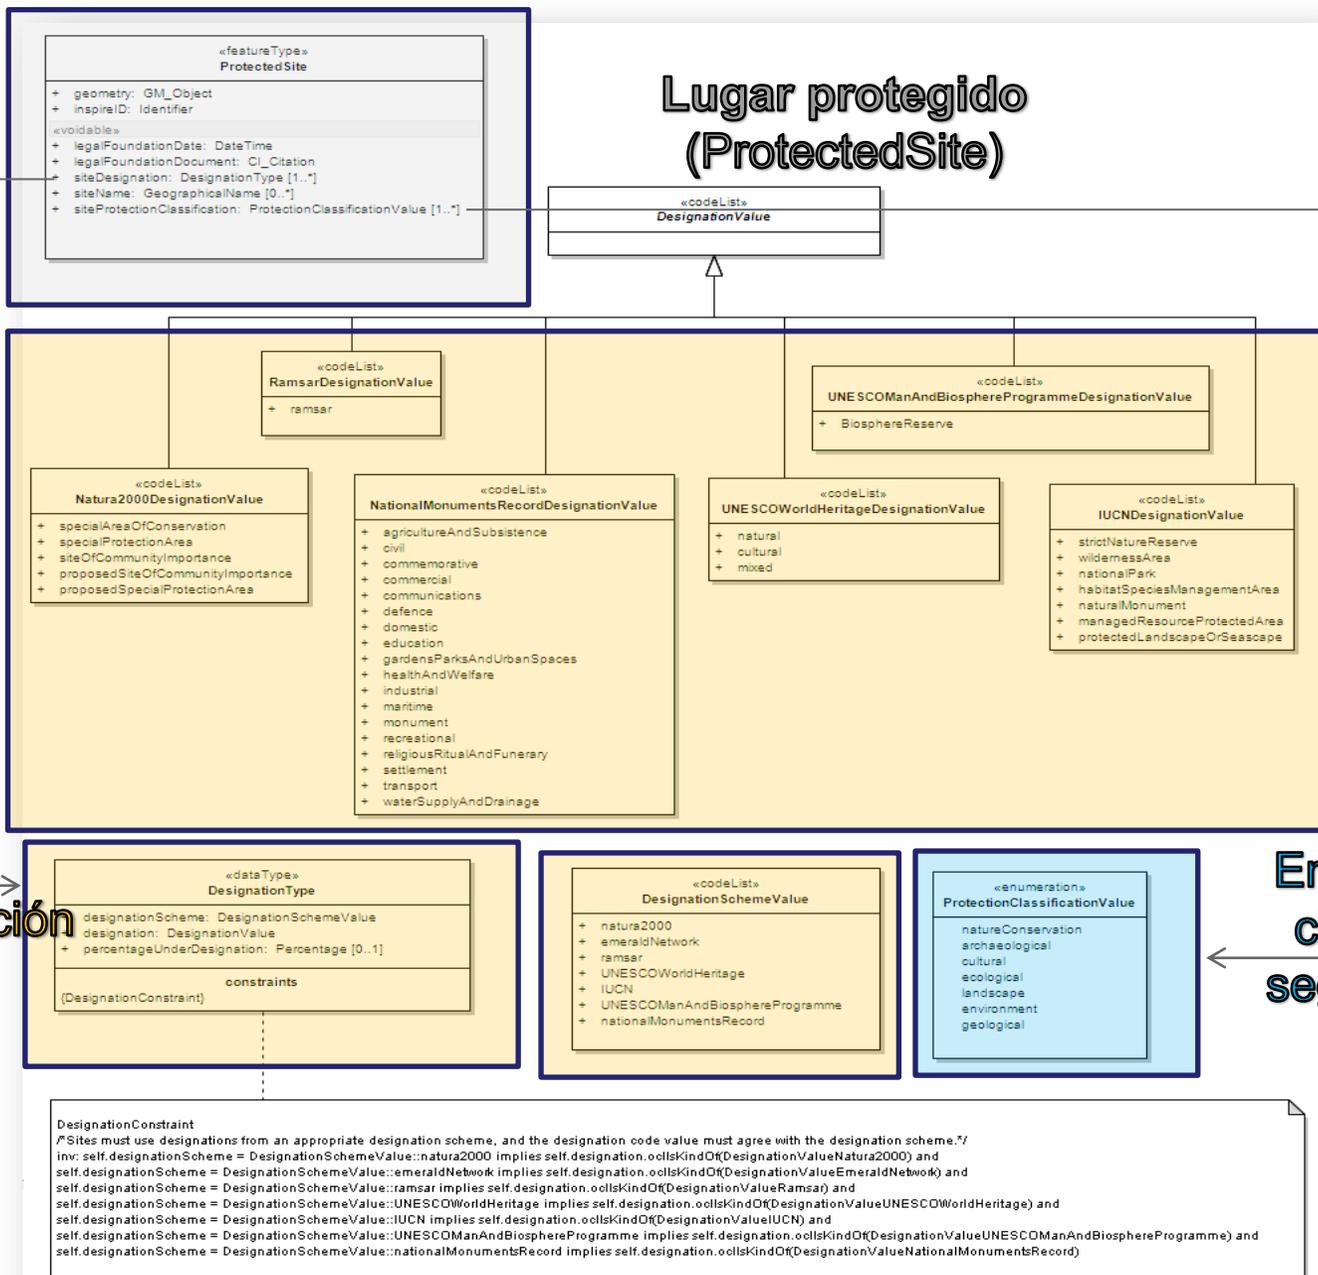 «featureType»
ProtectedSite
+ geometry: GM_Object
+ inspireID: Identifier
«voidable»
+ legalFoundationDate: DateTime
+ legalFoundationDocument: CI_Citation
+ siteDesignation: DesignationType [1..*]
+ siteName: GeographicalName [0..*]
+ siteProtectionClassification: ProtectionClassificationValue [1..*]
Lugar protegido
(ProtectedSite)
«codeList»
DesignationValue
«codeList»
RamsarDesignationValue
+ ramsar
«codeList»
UNESCOManAndBiosphereProgrammeDesignationValue
+ BiosphereReserve
«codeList»
Natura2000DesignationValue
+ specialAreaOfConservation
+ specialProtectionArea
+ siteOfCommunityImportance
+ proposedSiteOfCommunityImportance
+ proposedSpecialProtectionArea
«codeList»
NationalMonumentsRecordDesignationValue
+ agricultureAndSubsistence
+ civil
+ commemorative
+ commercial
+ communications
+ defence
+ domestic
+ education
+ gardensParksAndUrbanSpaces
+ healthAndWelfare
+ industrial
+ maritime
+ monument
+ recreational
+ religiousRitualAndFunerary
+ settlement
+ transport
+ waterSupplyAndDrainage
«codeList»
UNESCOWorldHeritageDesignationValue
+ natural
+ cultural
+ mixed
«codeList»
IUCNDesignationValue
+ strictNatureReserve
+ wildernessArea
+ nationalPark
+ habitatSpeciesManagementArea
+ naturalMonument
+ managedResourceProtectedArea
+ protectedLandscapeOrSeascape
ción
«dataType»
DesignationType
designationScheme: DesignationSchemeValue
designation: DesignationValue
+ percentageUnderDesignation: Percentage [0..1]
constraints
{DesignationConstraint}
«codeList»
DesignationSchemeValue
+ natura2000
+ emeraldNetwork
+ ramsar
+ UNESCOWorldHeritage
+ IUCN
+ UNESCOManAndBiosphereProgramme
+ nationalMonumentsRecord
«enumeration»
ProtectionClassificationValue
natureConservation
archaeological
cultural
ecological
landscape
environment
geological
En
c
seg
DesignationConstraint
/*Sites must use designations from an appropriate designation scheme, and the designation code value must agree with the designation scheme.*/
inv: self.designationScheme = DesignationSchemeValue::natura2000 implies self.designation.oclIsKindOf(DesignationValueNatura2000) and
self.designationScheme = DesignationSchemeValue::emeraldNetwork implies self.designation.oclIsKindOf(DesignationValueEmeraldNetwork) and
self.designationScheme = DesignationSchemeValue::ramsar implies self.designation.oclIsKindOf(DesignationValueRamsar) and
self.designationScheme = DesignationSchemeValue::UNESCOWorldHeritage implies self.designation.oclIsKindOf(DesignationValueUNESCOWorldHeritage) and
self.designationScheme = DesignationSchemeValue::IUCN implies self.designation.oclIsKindOf(DesignationValueIUCN) and
self.designationScheme = DesignationSchemeValue::UNESCOManAndBiosphereProgramme implies self.designation.oclIsKindOf(DesignationValueUNESCOManAndBiosphereProgramme) and
self.designationScheme = DesignationSchemeValue::nationalMonumentsRecord implies self.designation.oclIsKindOf(DesignationValueNationalMonumentsRecord)